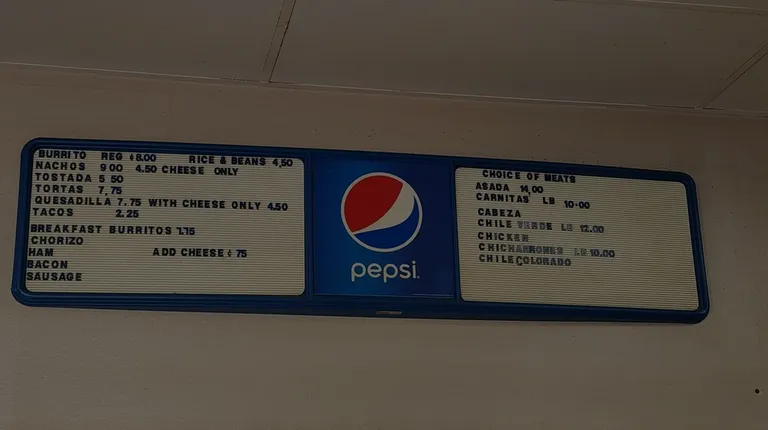 BURRITO REG ¢8.00 RICE & BEANS 4,50
NACHOS 9 00 4.50 CHEESE ONLY
TOSTADA 5 50
TORTAS 7,75
QUESADILLA 7.75 WITH CHEESE ONLY 4.50
TACOS 2.25
BREAKFAST BURRITOS 7.15
CHORIZO
HAM ADD CHEESE ¢ 75
BACON
SAUSAGE
pepsi
CHOICE OF MEATS
ASADA 14,00
CARNITAS' LB 10.00
CABEZA
CHILE VERDE LB 12.00
CHICKEN
CHICHARRONES LB 10.00
CHILE COLORADO